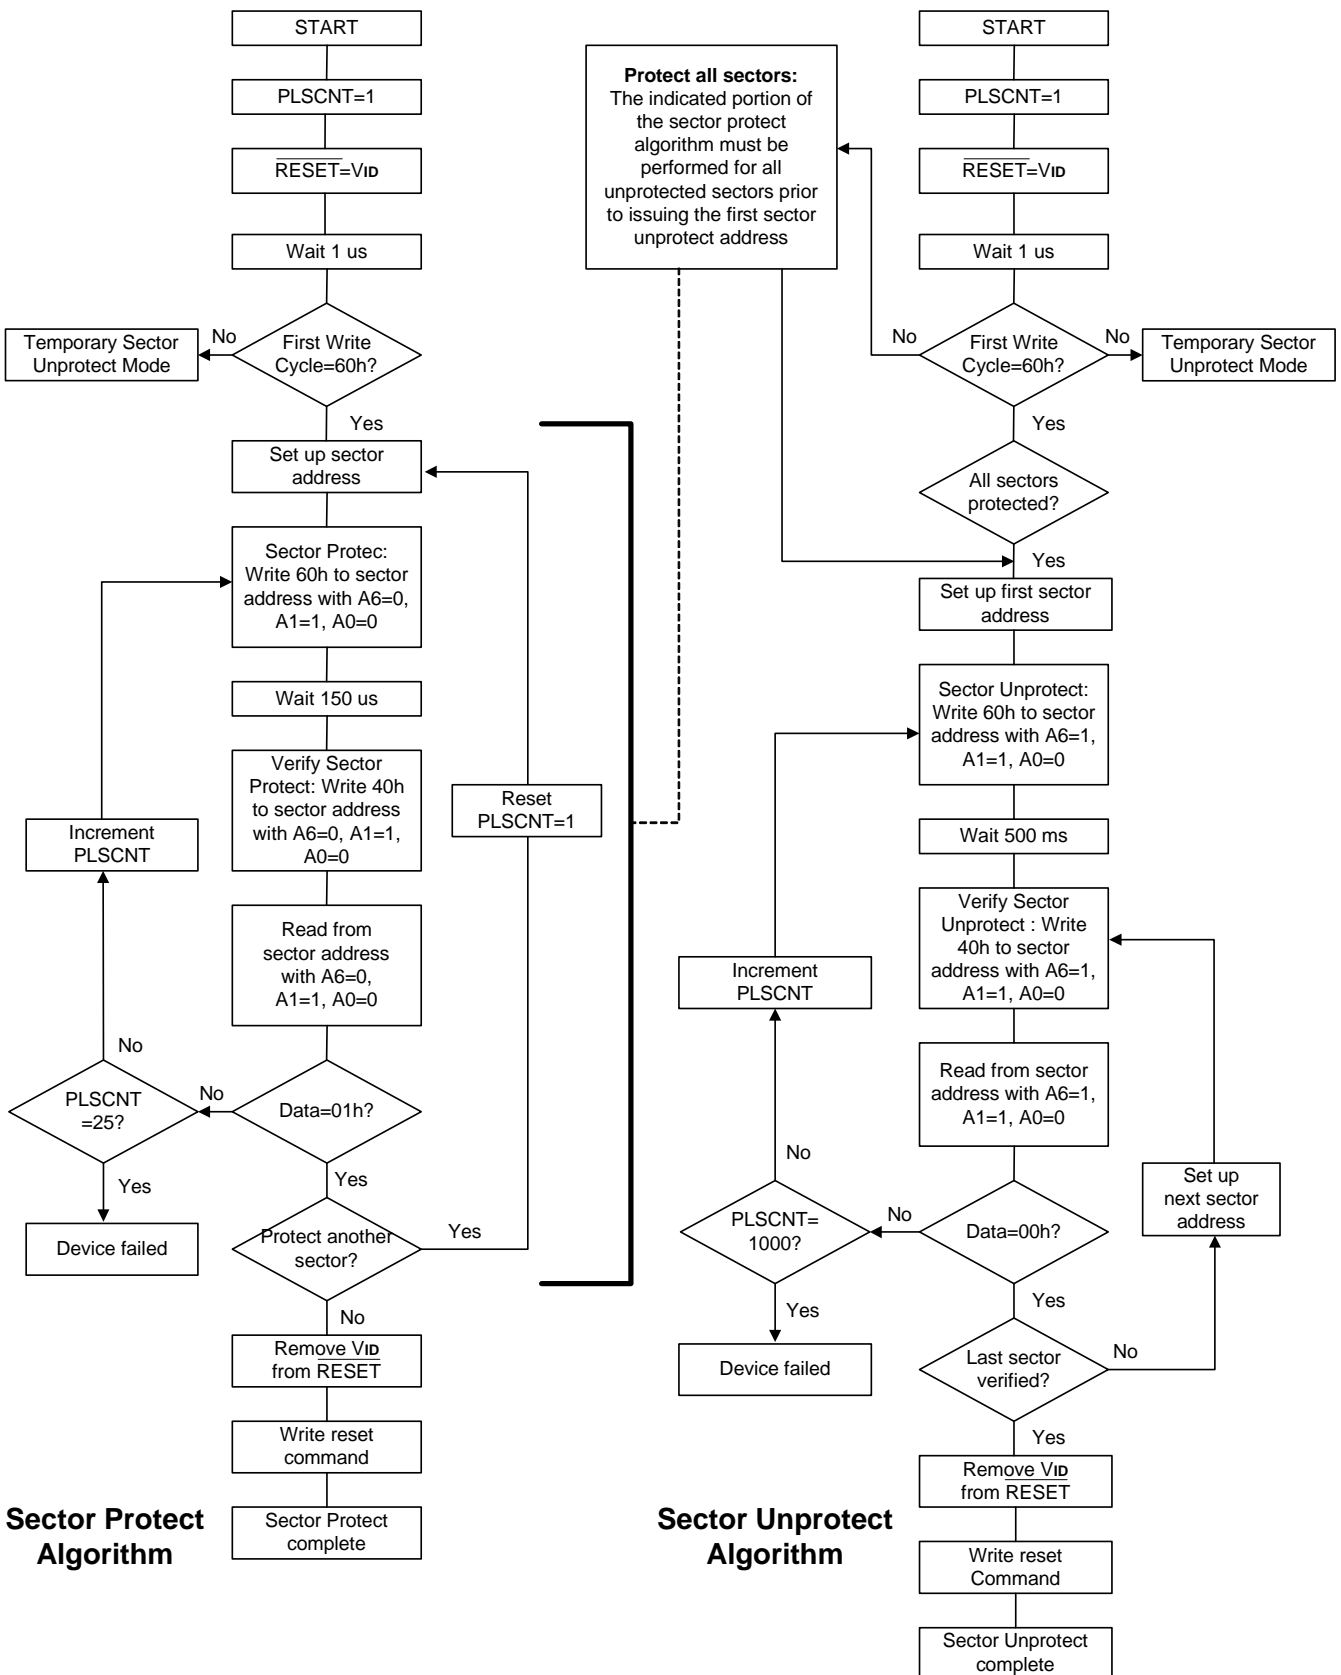 START
PLSCNT=1
RESET=VID
Wait 1 us
First Write
Cycle=60h?
No
Temporary Sector
Unprotect Mode
Yes
Set up sector
address
Sector Protec:
Write 60h to sector
address with A6=0,
A1=1, A0=0
Wait 150 us
Verify Sector
Protect: Write 40h
to sector address
with A6=0, A1=1,
A0=0
Reset
PLSCNT=1
Increment
PLSCNT
Read from
sector address
with A6=0,
A1=1, A0=0
No
PLSCNT
=25?
No
Data=01h?
Yes
Yes
Device failed
Protect another
sector?
Yes
No
Remove VID
from RESET
Write reset
command
Sector Protect
complete
Sector Protect
Algorithm
Protect all sectors:
The indicated portion of
the sector protect
algorithm must be
performed for all
unprotected sectors prior
to issuing the first sector
unprotect address
START
PLSCNT=1
RESET=VID
Wait 1 us
No
First Write
Cycle=60h?
No
Temporary Sector
Unprotect Mode
Yes
All sectors
protected?
Yes
Set up first sector
address
Sector Unprotect:
Write 60h to sector
address with A6=1,
A1=1, A0=0
Wait 500 ms
Verify Sector
Unprotect : Write
40h to sector
address with A6=1,
A1=1, A0=0
Increment
PLSCNT
Read from sector
address with A6=1,
A1=1, A0=0
No
Set up
next sector
address
PLSCNT=
1000?
No
Data=00h?
Yes
Yes
Device failed
Last sector
verified?
No
Yes
Remove VID
from RESET
Write reset
Command
Sector Unprotect
complete
Sector Unprotect
Algorithm